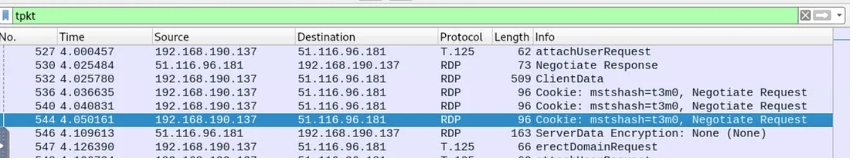 tpkt
No. Time Source Destination Protocol Length Info
527 4.000457 192.168.190.137 51.116.96.181 T.125 62 attachUserRequest
530 4.025484 51.116.96.181 192.168.190.137 RDP 73 Negotiate Response
532 4.025780 192.168.190.137 51.116.96.181 RDP 509 ClientData
536 4.036635 192.168.190.137 51.116.96.181 RDP 96 Cookie: mstshash=t3m0, Negotiate Request
540 4.040831 192.168.190.137 51.116.96.181 RDP 96 Cookie: mstshash=t3m0, Negotiate Request
544 4.050161 192.168.190.137 51.116.96.181 RDP 96 Cookie: mstshash=t3m0, Negotiate Request
546 4.109613 51.116.96.181 192.168.190.137 RDP 163 ServerData Encryption: None (None)
547 4.126390 192.168.190.137 51.116.96.181 T.125 66 erectDomainRequest